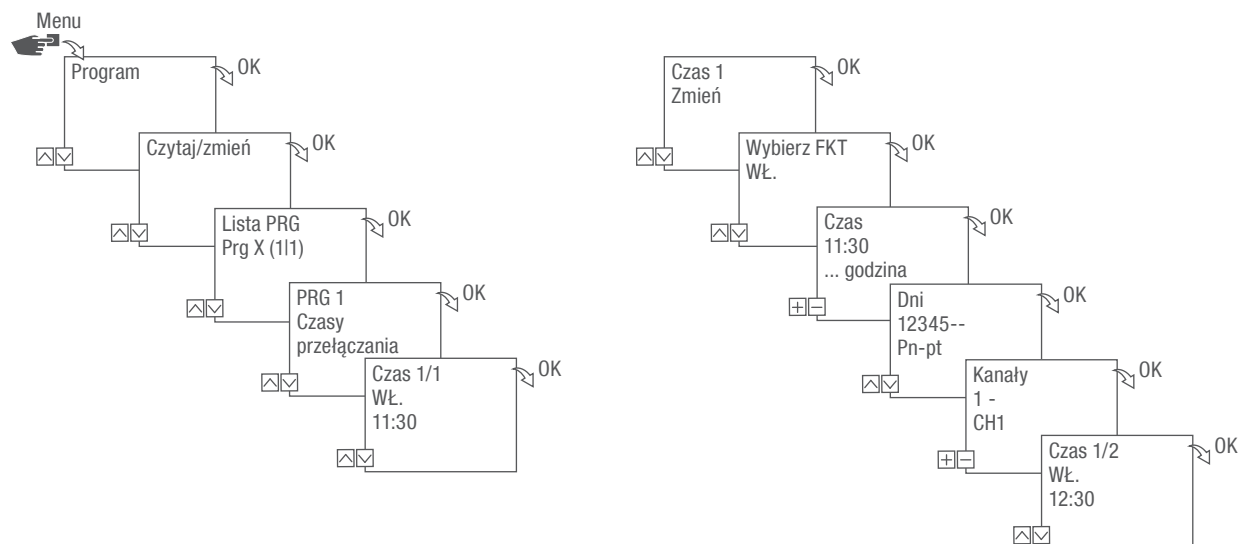 Menu
Program
OK
Czytaj/zmień
OK
Lista PRG
OK
Prg X (1|1)
PRG 1
OK
Czasy
przełączania
Czas 1/1
OK
WŁ.
11:30
Czas 1
OK
Zmień
Wybierz FKT
OK
WŁ.
Czas
OK
11:30
... godzina
Dni
OK
12345--
Pn-pt
Kanały
OK
1 -
CH1
Czas 1/2
OK
WŁ.
12:30